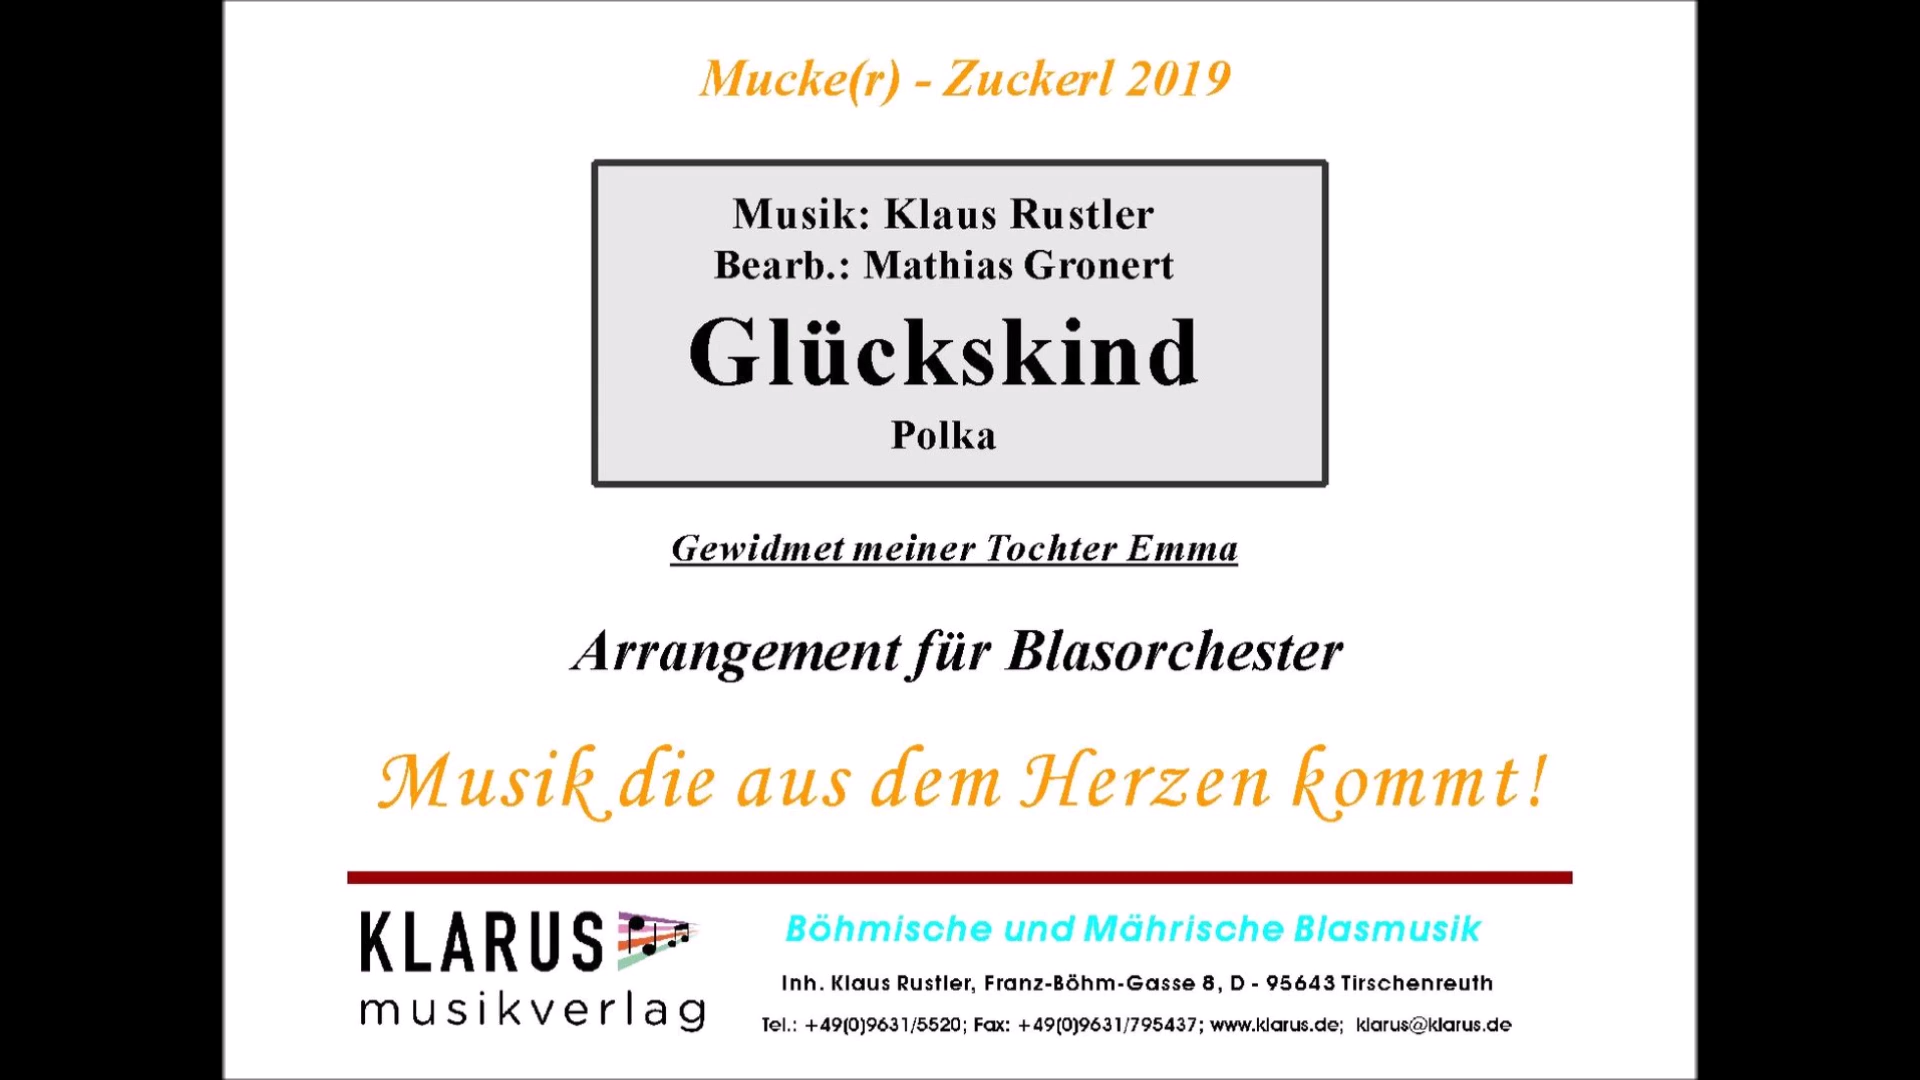 Mucke(r) - Zuckerl 2019
Musik: Klaus Rustler
Bearb.: Mathias Gronert
Glückskind
Polka
Gewidmet meiner Tochter Emma
Arrangement für Blasorchester
Musik die aus dem Herzen kommt!
KLARUS
musikverlag
Böhmische und Mährische Blasmusik
Inh. Klaus Rustler, Franz-Böhm-Gasse 8, D - 95643 Tirschenreuth
Tel.: +49(0)9631/5520; Fax: +49(0)9631/795437; www.klarus.de; klarus@klarus.de